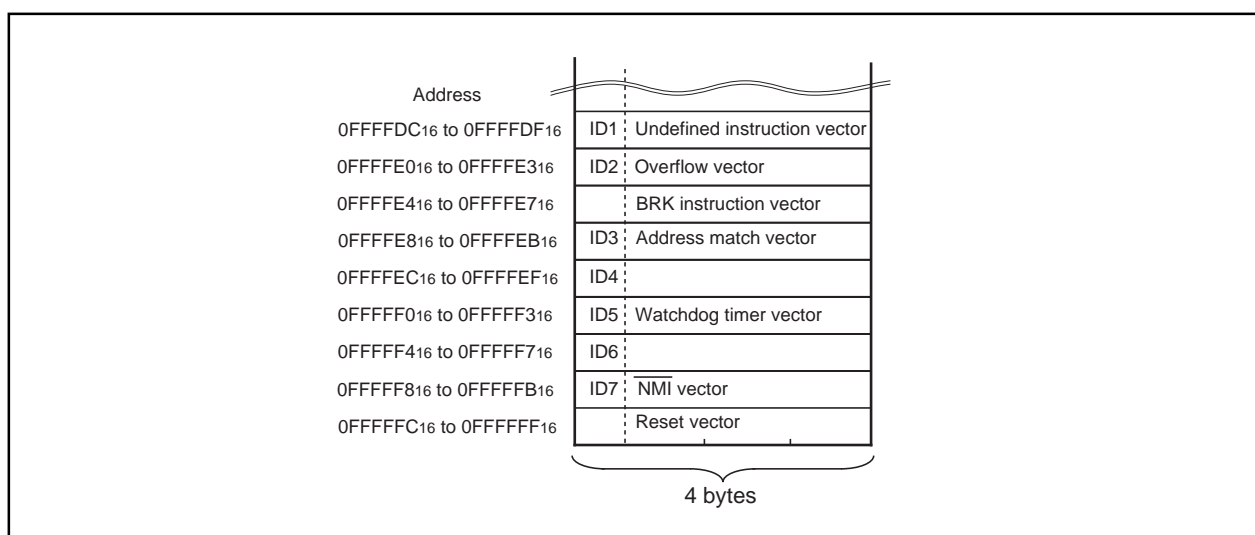 Address
0FFFFDC16 to 0FFFFDF16 ID1 Undefined instruction vector
0FFFFE016 to 0FFFFE316 ID2 Overflow vector
0FFFFE416 to 0FFFFE716 BRK instruction vector
0FFFFE816 to 0FFFFEB16 ID3 Address match vector
0FFFFEC16 to 0FFFFEF16 ID4
0FFFFF016 to 0FFFFF316 ID5 Watchdog timer vector
0FFFFF416 to 0FFFFF716 ID6
0FFFFF816 to 0FFFFFB16 ID7 NMI vector
0FFFFFC16 to 0FFFFFF16 Reset vector
4 bytes